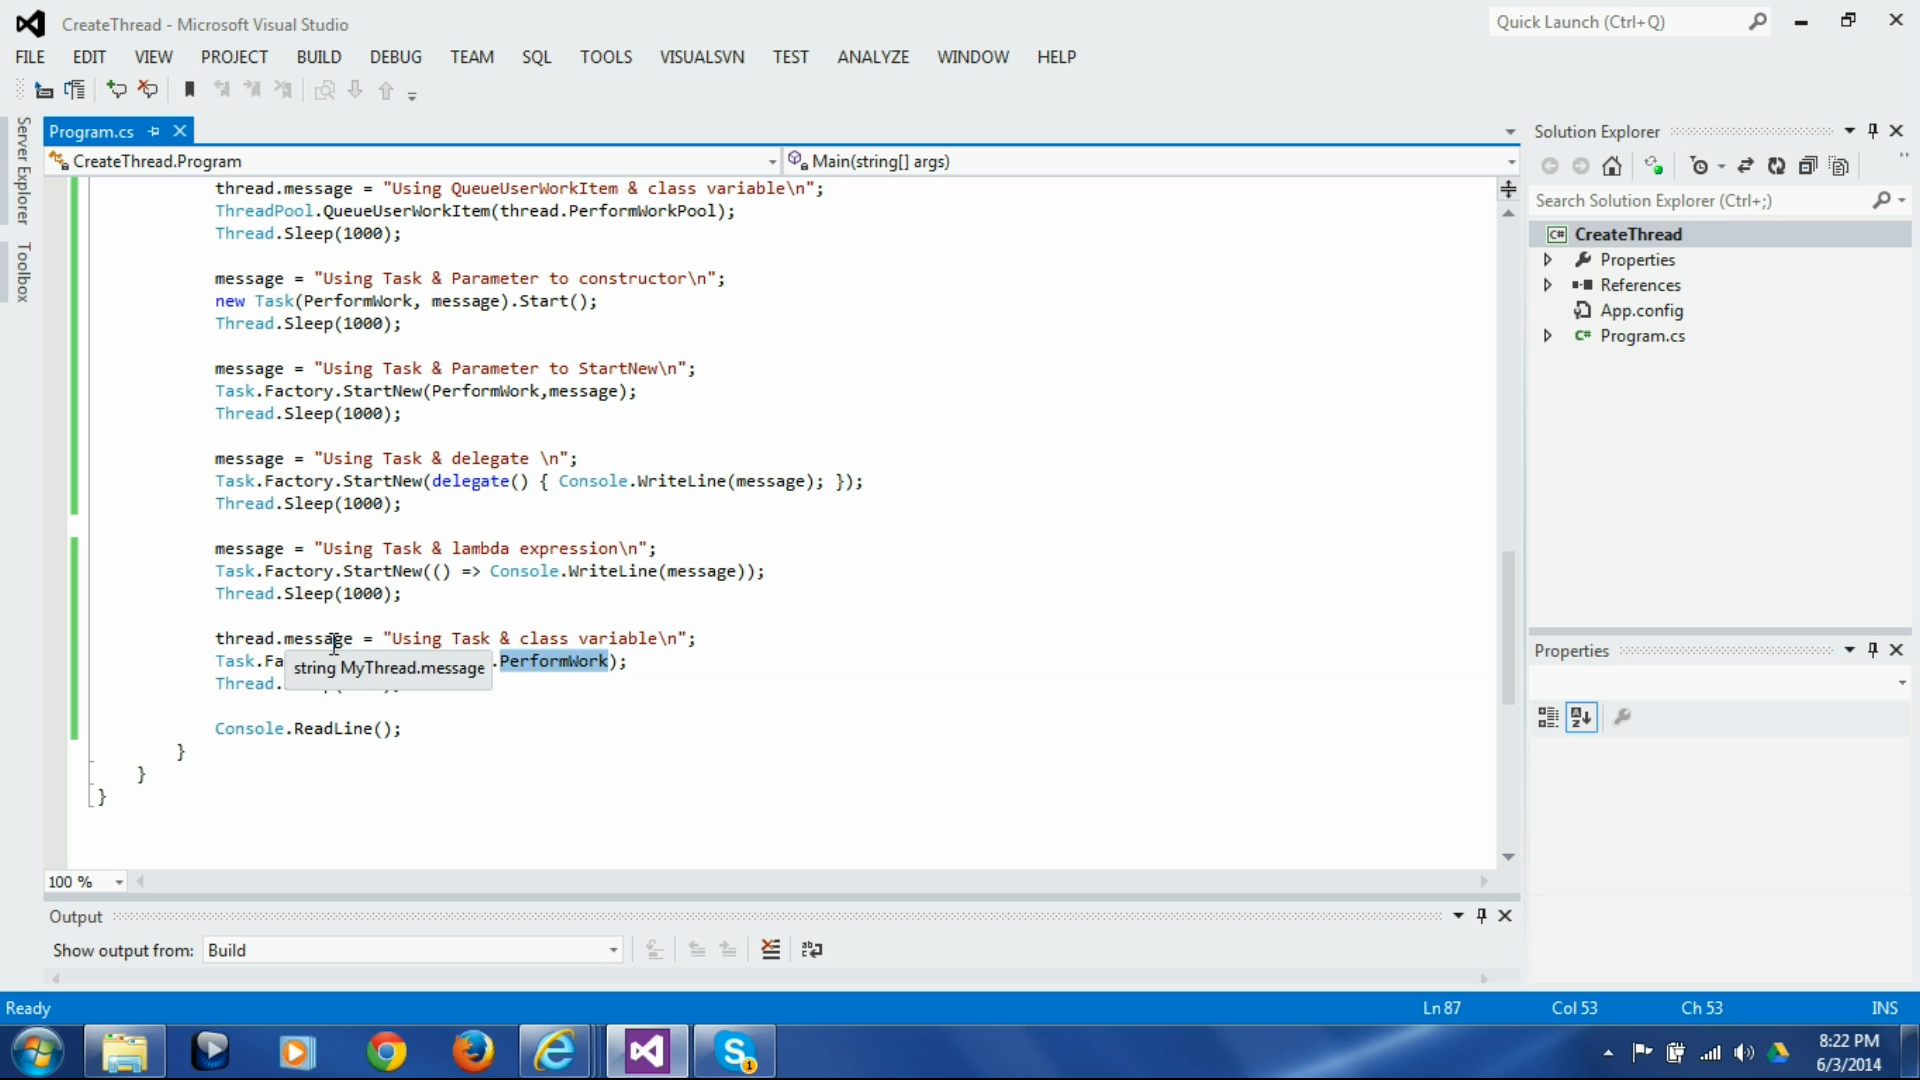 CreateThread - Microsoft Visual Studio
Quick Launch (Ctrl+Q)
FILE EDIT VIEW PROJECT BUILD DEBUG TEAM SQL TOOLS VISUALSVN TEST ANALYZE WINDOW HELP
Server Explorer
Toolbox
Program.cs
CreateThread.Program
Main(string[] args)
thread.message = "Using QueueUserWorkItem & class variable\n";
ThreadPool.QueueUserWorkItem(thread.PerformWorkPool);
Thread.Sleep(1000);
message = "Using Task & Parameter to constructor\n";
new Task(PerformWork, message).Start();
Thread.Sleep(1000);
message = "Using Task & Parameter to StartNew\n";
Task.Factory.StartNew(PerformWork,message);
Thread.Sleep(1000);
message = "Using Task & delegate \n";
Task.Factory.StartNew(delegate() { Console.WriteLine(message); });
Thread.Sleep(1000);
message = "Using Task & lambda expression\n";
Task.Factory.StartNew(() => Console.WriteLine(message));
Thread.Sleep(1000);
thread.message = "Using Task & class variable\n";
Task.Fa .PerformWork);
string MyThread.message
Thread.
Console.ReadLine();
}
}
}
100 %
Output
Show output from: Build
Solution Explorer
Search Solution Explorer (Ctrl+;)
C# CreateThread
Properties
References
App.config
C# Program.cs
Properties
Ready
Ln 87 Col 53 Ch 53 INS
8:22 PM
6/3/2014